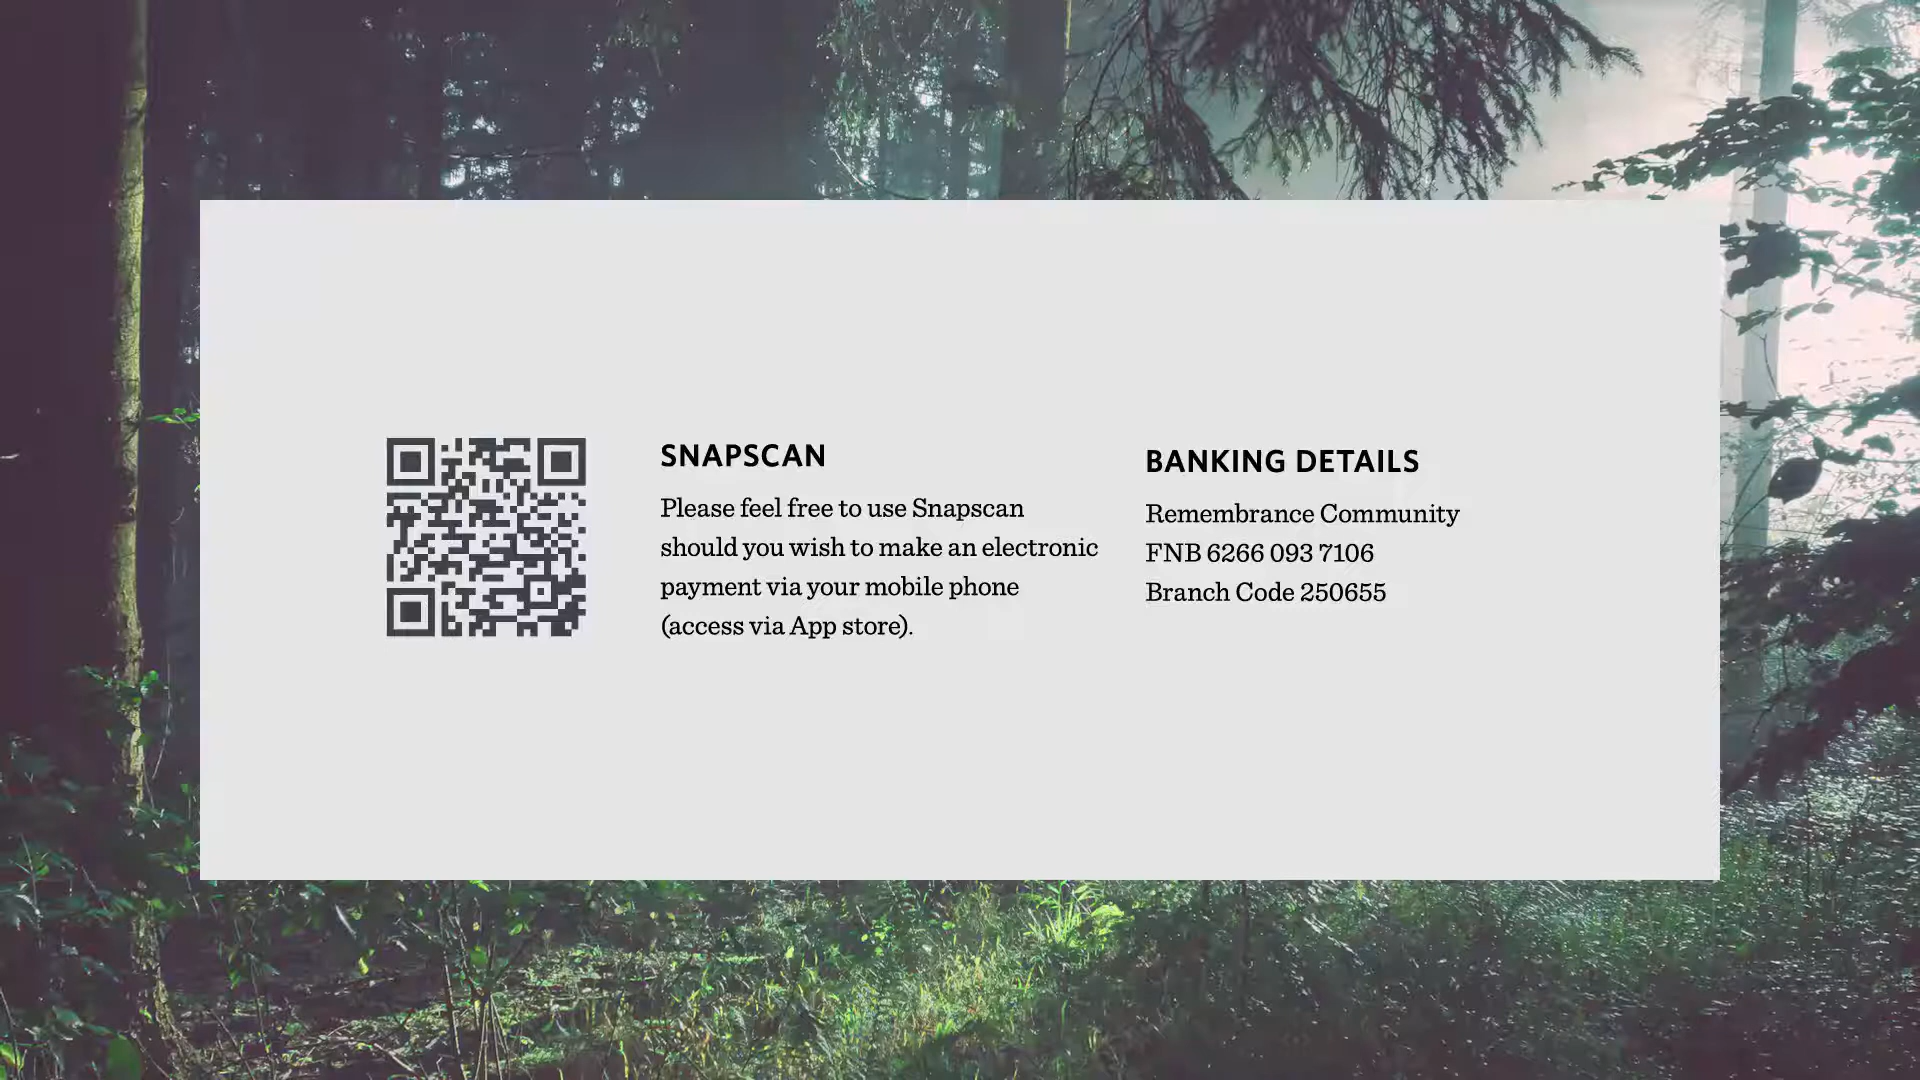 SNAPSCAN
Please feel free to use Snapscan
should you wish to make an electronic
payment via your mobile phone
(access via App store).
BANKING DETAILS
Remembrance Community
FNB 6266 093 7106
Branch Code 250655